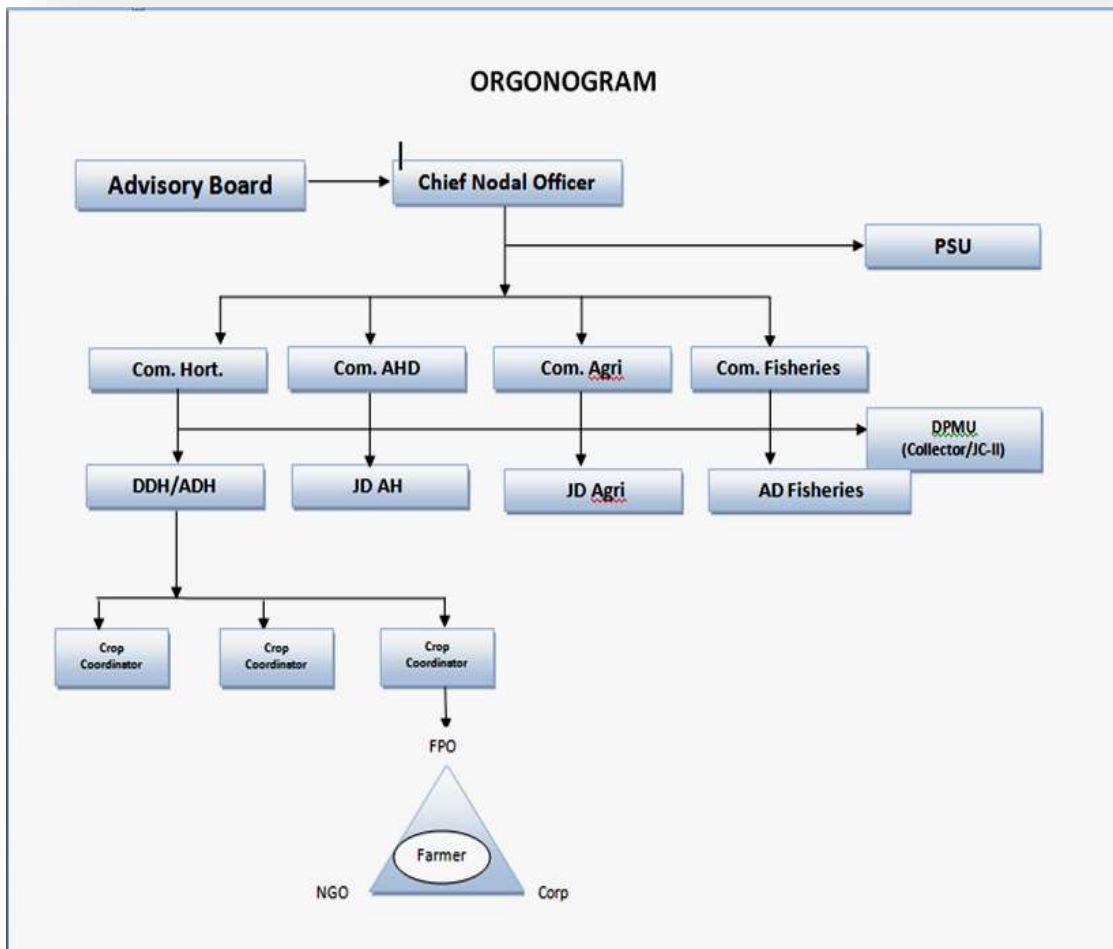 ORGONOGRAM
Advisory Board
Chief Nodal Officer
PSU
Com. Hort.
Com. AHD
Com. Agri
Com. Fisheries
DPMU
(Collector/JC-II)
DDH/ADH
JD AH
JD Agri
AD Fisheries
Crop
Coordinator
Crop
Coordinator
Crop
Coordinator
FPO
Farmer
NGO
Corp